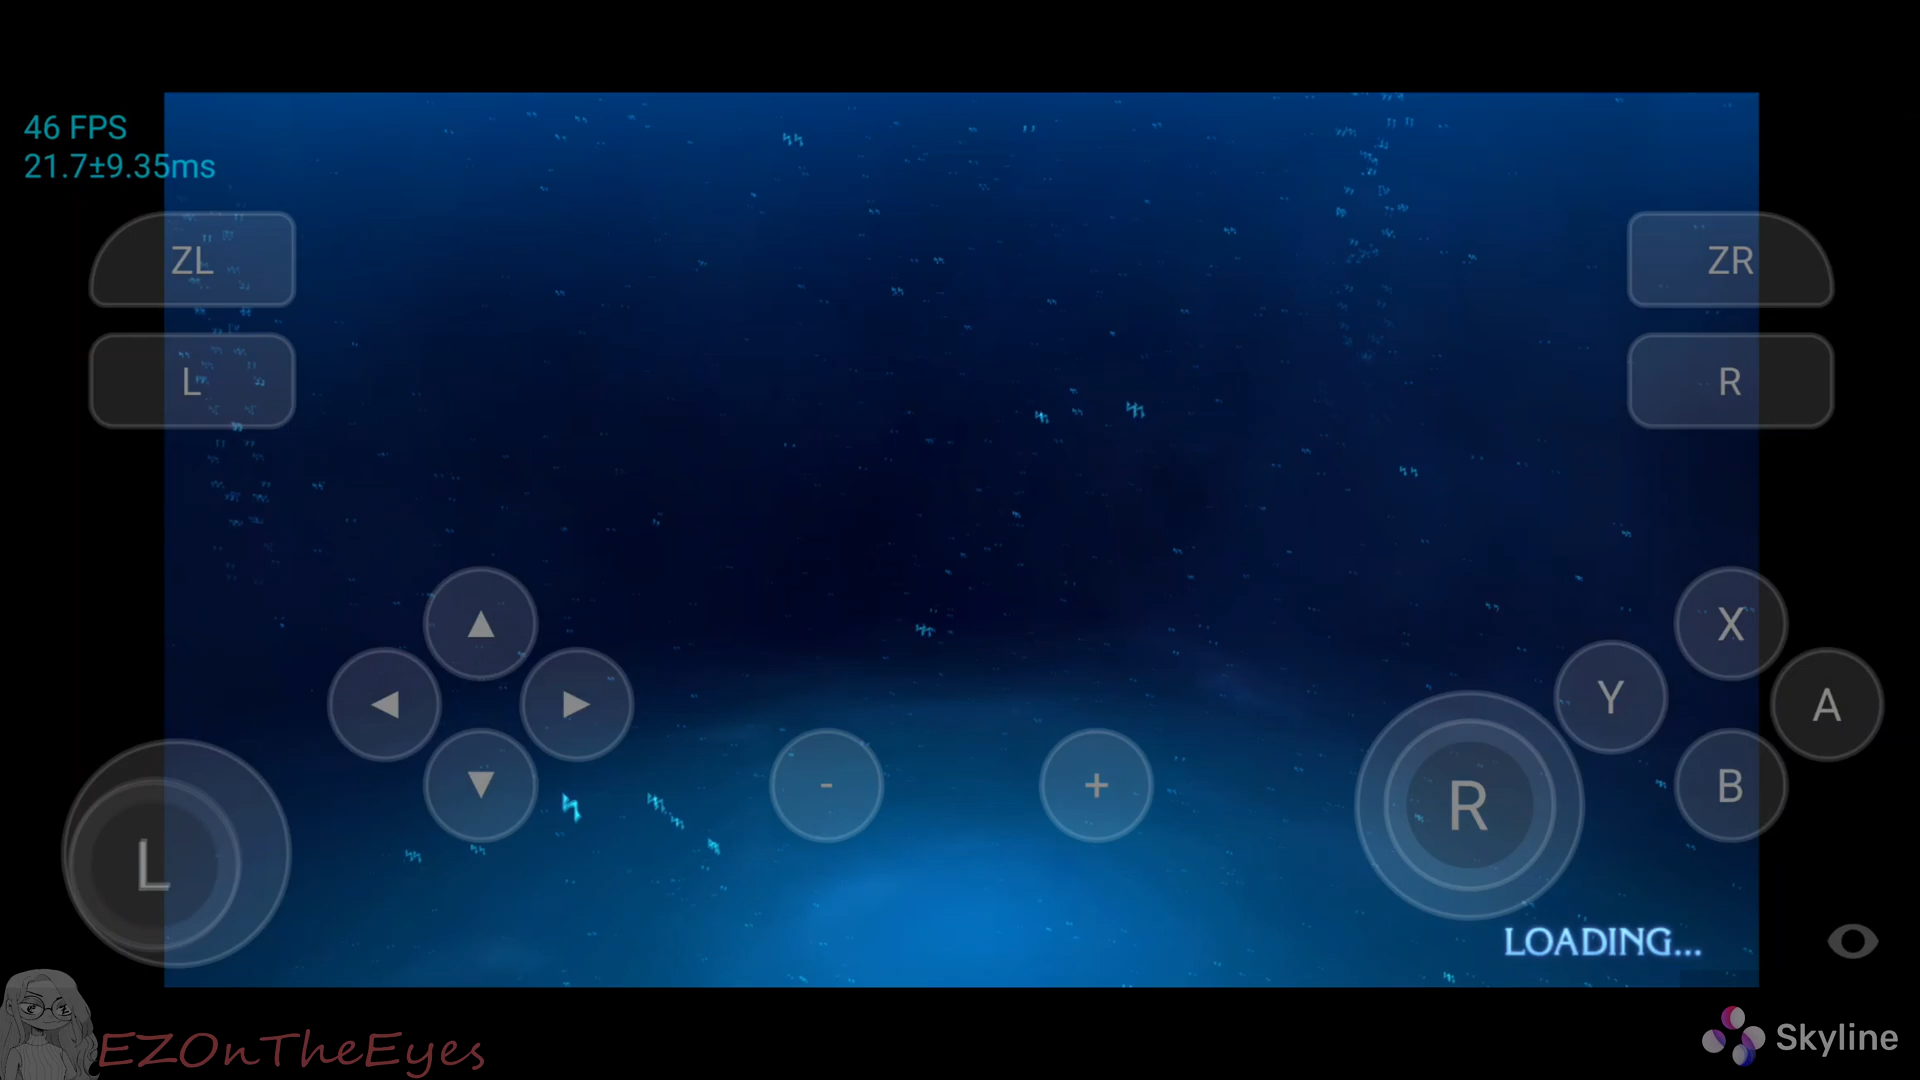 46 FPS
21.7±9.35ms
ZL
ZR
L
R
X
Y
A
- +
B
L
R
LOADING...
EZOnTheEyes
Skyline